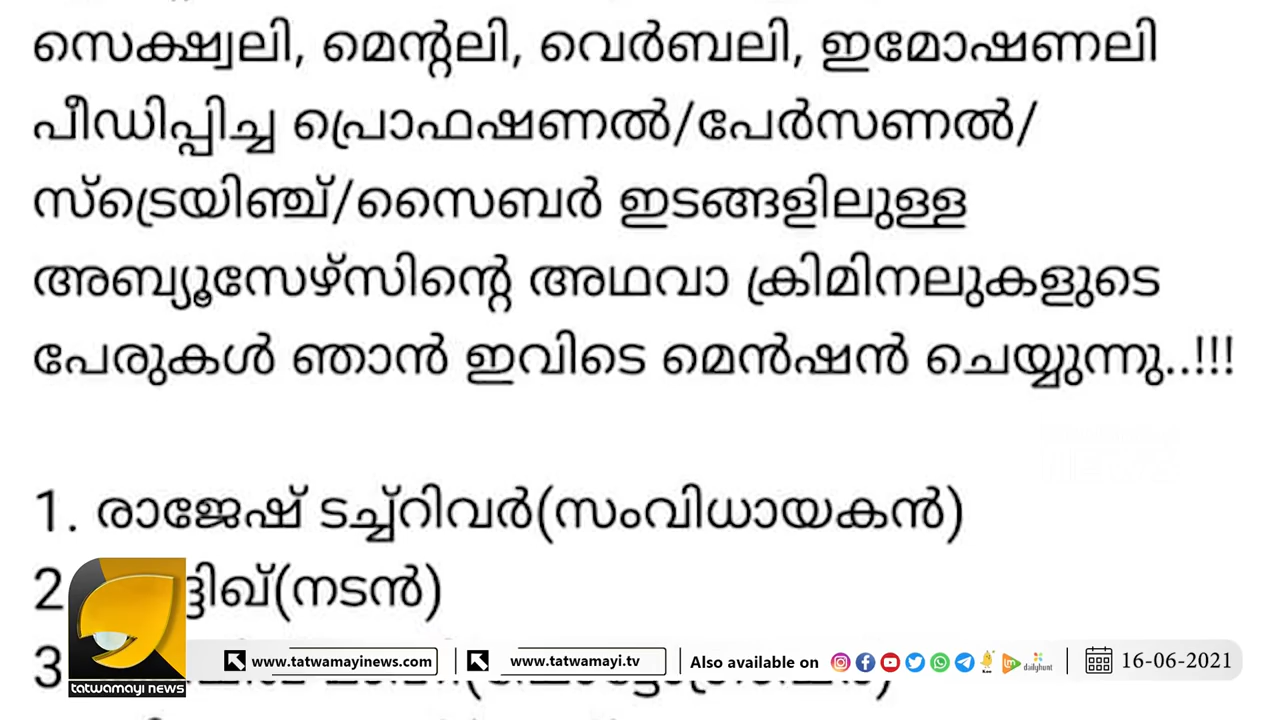 സെക്ഷ്വലി, മെന്റലി, വെർബലി, ഇമോഷണലി
പീഡിപ്പിച്ച പ്രൊഫഷണൽ/പേർസണൽ/
സ്ട്രെയിഞ്ച്/സൈബർ ഇടങ്ങളിലുള്ള
അബ്യൂസേഴ്സിന്റെ അഥവാ ക്രിമിനലുകളുടെ
പേരുകൾ ഞാൻ ഇവിടെ മെൻഷൻ ചെയ്യുന്നു..!!!
1. രാജേഷ് ടച്ച്റിവർ(സംവിധായകൻ)
2 (നടൻ)
3
tatwamayi news
www.tatwamayinews.com
www.tatwamayi.tv
Also available on
dailyhunt
16-06-2021